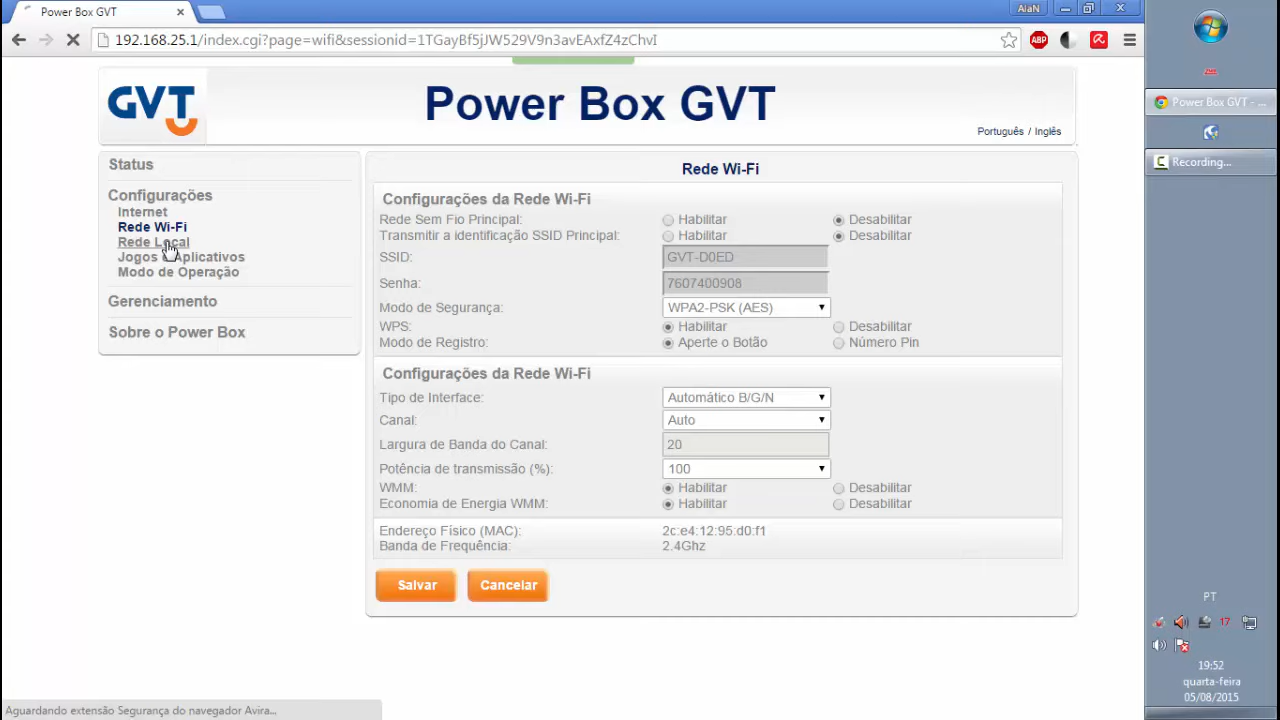 Power Box GVT
AlaN
192.168.25.1/index.cgi?page=wifi&sessionid=1TGayBf5jJW529V9n3avEAxfZ4zChvI
ABP
GVT
Power Box GVT
Português / Inglês
Status
Configurações
Internet
Rede Wi-Fi
Rede Local
Jogos e Aplicativos
Modo de Operação
Gerenciamento
Sobre o Power Box
Rede Wi-Fi
Configurações da Rede Wi-Fi
Rede Sem Fio Principal: Habilitar Desabilitar
Transmitir a identificação SSID Principal: Habilitar Desabilitar
SSID: GVT-D0ED
Senha: 7607400908
Modo de Segurança: WPA2-PSK (AES)
WPS: Habilitar Desabilitar
Modo de Registro: Aperte o Botão Número Pin
Configurações da Rede Wi-Fi
Tipo de Interface: Automático B/G/N
Canal: Auto
Largura de Banda do Canal: 20
Potência de transmissão (%): 100
WMM: Habilitar Desabilitar
Economia de Energia WMM: Habilitar Desabilitar
Endereço Físico (MAC): 2c:e4:12:95:d0:f1
Banda de Frequência: 2.4Ghz
Salvar Cancelar
Aguardando extensão Segurança do navegador Avira...
Power Box GVT - ...
Recording...
PT
17
19:52
quarta-feira
05/08/2015